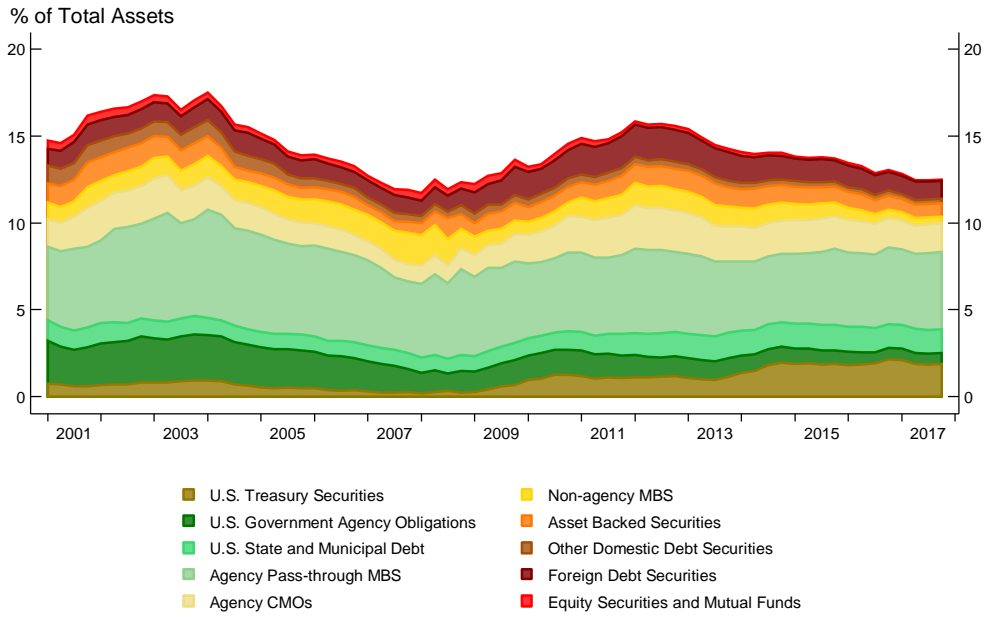 % of Total Assets
20 20
15 15
10 10
5 5
0 0
2001 2003 2005 2007 2009 2011 2013 2015 2017
U.S. Treasury Securities
U.S. Government Agency Obligations
U.S. State and Municipal Debt
Agency Pass-through MBS
Agency CMOs
Non-agency MBS
Asset Backed Securities
Other Domestic Debt Securities
Foreign Debt Securities
Equity Securities and Mutual Funds